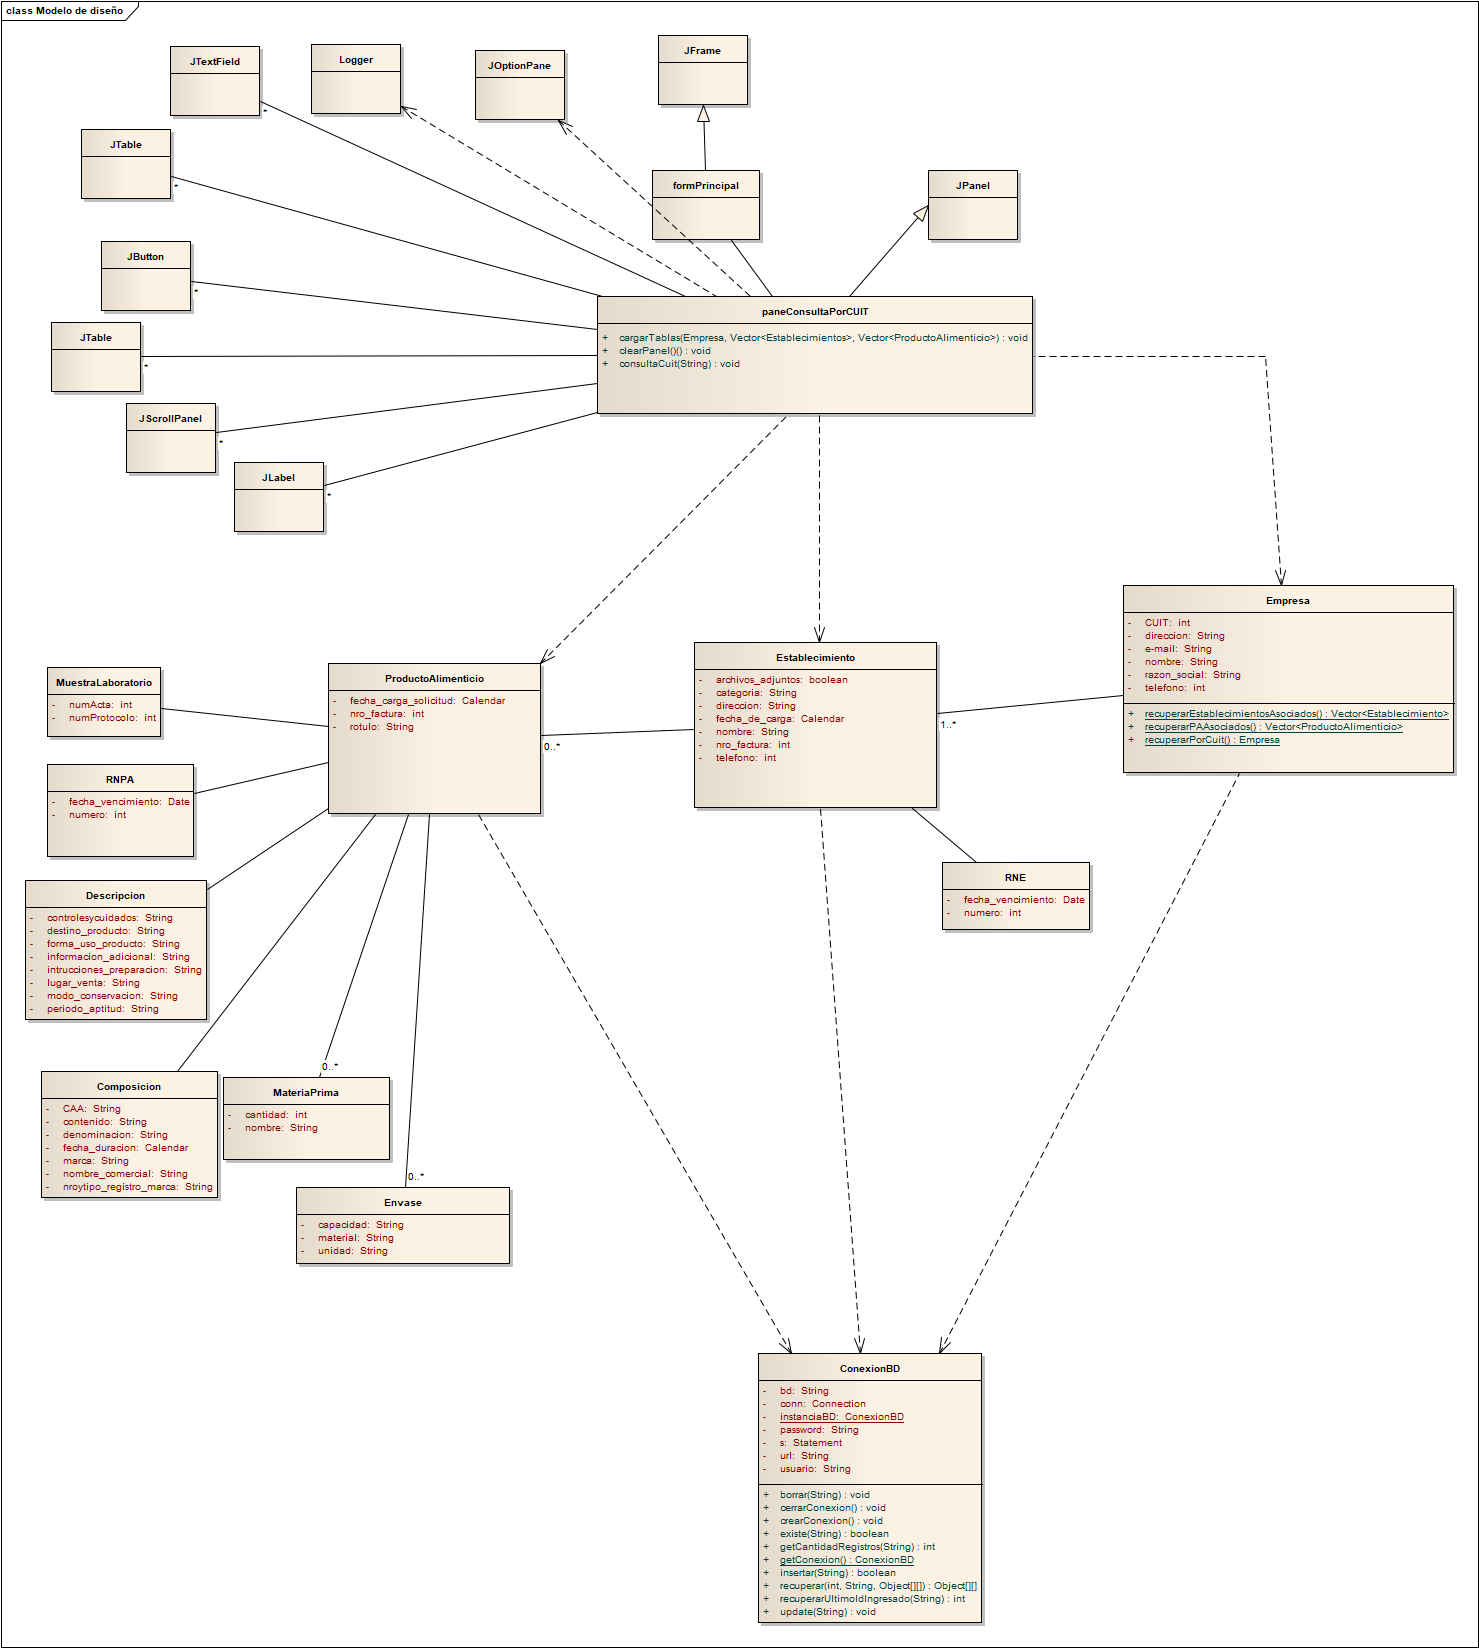 class Modelo de diseño
JTextField
*
Logger
JOptionPane
JFrame
JTable
*
formPrincipal
JPanel
JButton
*
paneConsultaPorCUIT
+ cargarTablas(Empresa, Vector<Establecimientos>, Vector<ProductoAlimenticio>) : void
+ clearPanel()() : void
+ consultaCuit(String) : void
JTable
*
JScrollPanel
*
JLabel
*
Empresa
- CUIT: int
- direccion: String
- e-mail: String
- nombre: String
- razon_social: String
- telefono: int
+ recuperarEstablecimientosAsociados() : Vector<Establecimiento>
+ recuperarPAAsociados() : Vector<ProductoAlimenticio>
+ recuperarPorCuit() : Empresa
Establecimiento
- archivos_adjuntos: boolean
- categoria: String
- direccion: String
- fecha_de_carga: Calendar
- nombre: String
- nro_factura: int
- telefono: int
1..*
ProductoAlimenticio
- fecha_carga_solicitud: Calendar
- nro_factura: int
- rotulo: String
0..*
MuestraLaboratorio
- numActa: int
- numProtocolo: int
RNPA
- fecha_vencimiento: Date
- numero: int
RNE
- fecha_vencimiento: Date
- numero: int
Descripcion
- controlesycuidados: String
- destino_producto: String
- forma_uso_producto: String
- informacion_adicional: String
- intrucciones_preparacion: String
- lugar_venta: String
- modo_conservacion: String
- periodo_aptitud: String
Composicion
- CAA: String
- contenido: String
- denominacion: String
- fecha_duracion: Calendar
- marca: String
- nombre_comercial: String
- nroytipo_registro_marca: String
0..*
MateriaPrima
- cantidad: int
- nombre: String
0..*
Envase
- capacidad: String
- material: String
- unidad: String
ConexionBD
- bd: String
- conn: Connection
- instanciaBD: ConexionBD
- password: String
- s: Statement
- url: String
- usuario: String
+ borrar(String) : void
+ cerrarConexion() : void
+ crearConexion() : void
+ existe(String) : boolean
+ getCantidadRegistros(String) : int
+ getConexion() : ConexionBD
+ insertar(String) : boolean
+ recuperar(int, String, Object[][]) : Object[][]
+ recuperarUltimoIdIngresado(String) : int
+ update(String) : void